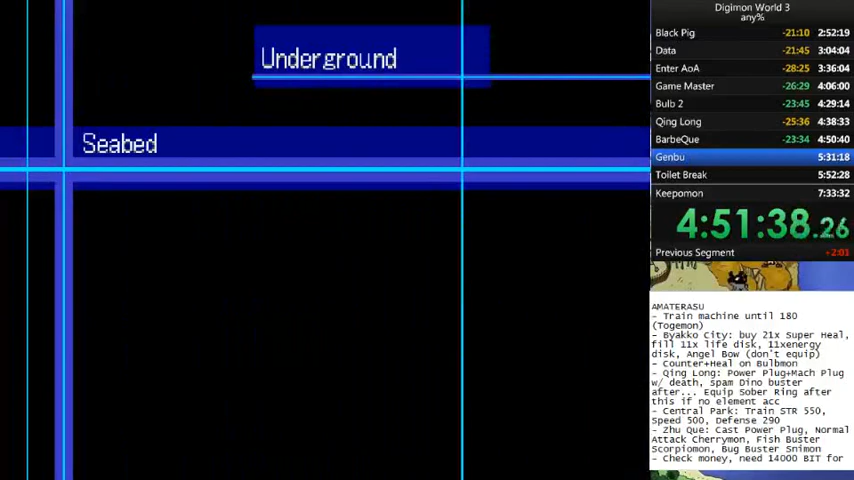 Underground
Seabed
Digimon World 3
any%
Black Pig -21:10 2:52:19
Data -21:45 3:04:04
Enter AoA -28:25 3:36:04
Game Master -26:29 4:06:00
Bulb 2 -23:45 4:29:14
Qing Long -25:36 4:38:33
BarbeQue -23:34 4:50:40
Genbu 5:31:18
Toilet Break 5:52:28
Keepomon 7:33:32
4:51:38.26
Previous Segment +2:01
AMATERASU
- Train machine until 180
(Togemon)
- Byakko City: buy 21x Super Heal,
fill 11x life disk, 11xenergy
disk, Angel Bow (don't equip)
- Counter+Heal on Bulbmon
- Qing Long: Power Plug+Mach Plug
w/ death, spam Dino buster
after... Equip Sober Ring after
this if no element acc
- Central Park: Train STR 550,
Speed 500, Defense 290
- Zhu Que: Cast Power Plug, Normal
Attack Cherrymon, Fish Buster
Scorpiomon, Bug Buster Snimon
- Check money, need 14000 BIT for